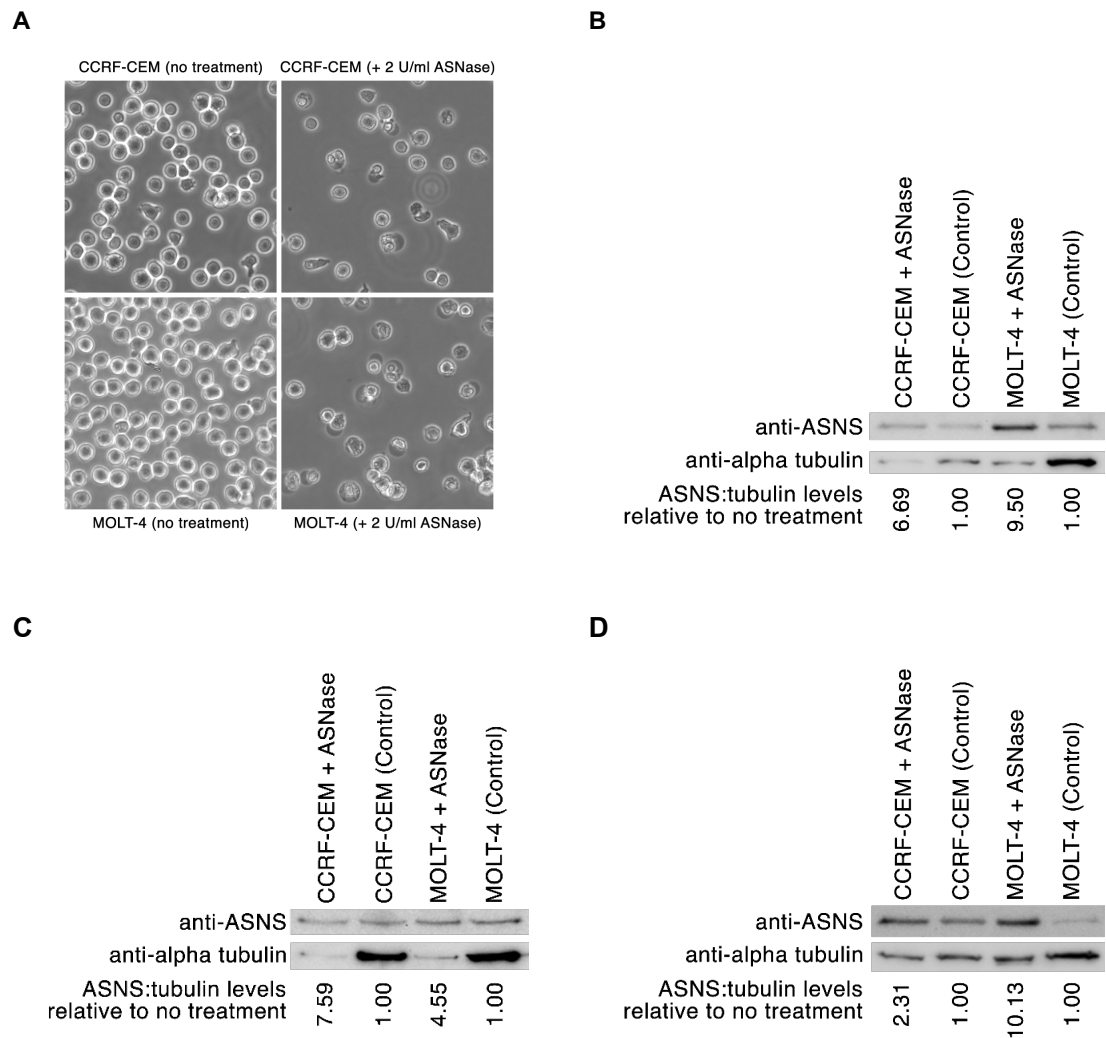 A
CCRF-CEM (no treatment)
CCRF-CEM (+ 2 U/ml ASNase)
MOLT-4 (no treatment)
MOLT-4 (+ 2 U/ml ASNase)
B
CCRF-CEM + ASNase
CCRF-CEM (Control)
MOLT-4 + ASNase
MOLT-4 (Control)
anti-ASNS
anti-alpha tubulin
ASNS:tubulin levels
relative to no treatment
6.69
1.00
9.50
1.00
C
CCRF-CEM + ASNase
CCRF-CEM (Control)
MOLT-4 + ASNase
MOLT-4 (Control)
anti-ASNS
anti-alpha tubulin
ASNS:tubulin levels
relative to no treatment
7.59
1.00
4.55
1.00
D
CCRF-CEM + ASNase
CCRF-CEM (Control)
MOLT-4 + ASNase
MOLT-4 (Control)
anti-ASNS
anti-alpha tubulin
ASNS:tubulin levels
relative to no treatment
2.31
1.00
10.13
1.00